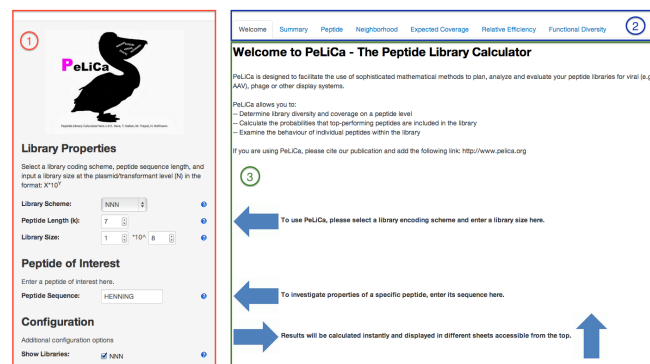 1
PeLiCa
Library Properties
Select a library coding scheme, peptide sequence length, and
input a library size at the plasmid/transformant level (N) in the
format: X*10^Y
Library Scheme: NNN
Peptide Length (k): 7
Library Size: 1 *10^ 8
Peptide of Interest
Enter a peptide of interest here.
Peptide Sequence: HENNING
Configuration
Additional configuration options
Show Libraries: NNN
Welcome Summary Peptide Neighborhood Expected Coverage Relative Efficiency Functional Diversity 2
Welcome to PeLiCa - The Peptide Library Calculator
PeLiCa is designed to facilitate the use of sophisticated mathematical methods to plan, analyze and evaluate your peptide libraries for viral (e.g
AAV), phage or other display systems.
PeLiCa allows you to:
-- Determine library diversity and coverage on a peptide level
-- Calculate the probabilities that top-performing peptides are included in the library
-- Examine the behaviour of individual peptides within the library
If you are using PeLiCa, please cite our publication and add the following link: http://www.pelica.org
3
To use PeLiCa, please select a library encoding scheme and enter a library size here.
To investigate properties of a specific peptide, enter its sequence here.
Results will be calculated instantly and displayed in different sheets accessible from the top.